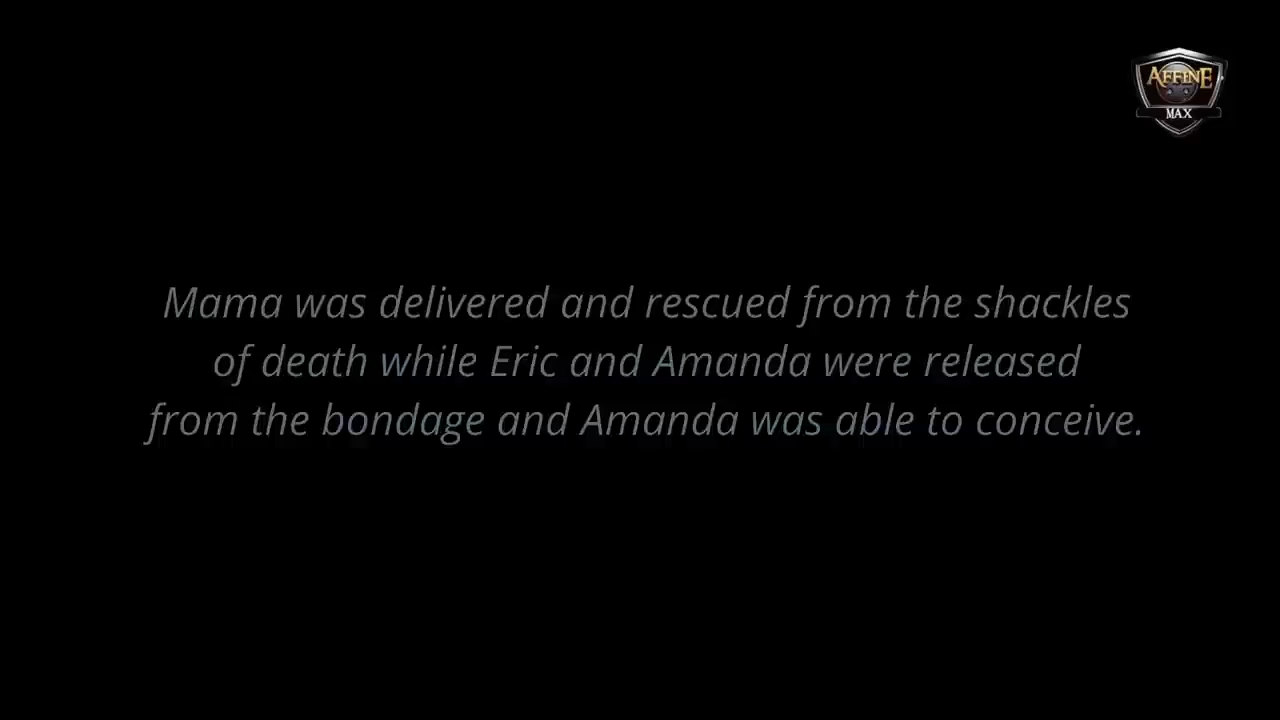 AFFINE
MAX
Mama was delivered and rescued from the shackles
of death while Eric and Amanda were released
from the bondage and Amanda was able to conceive.